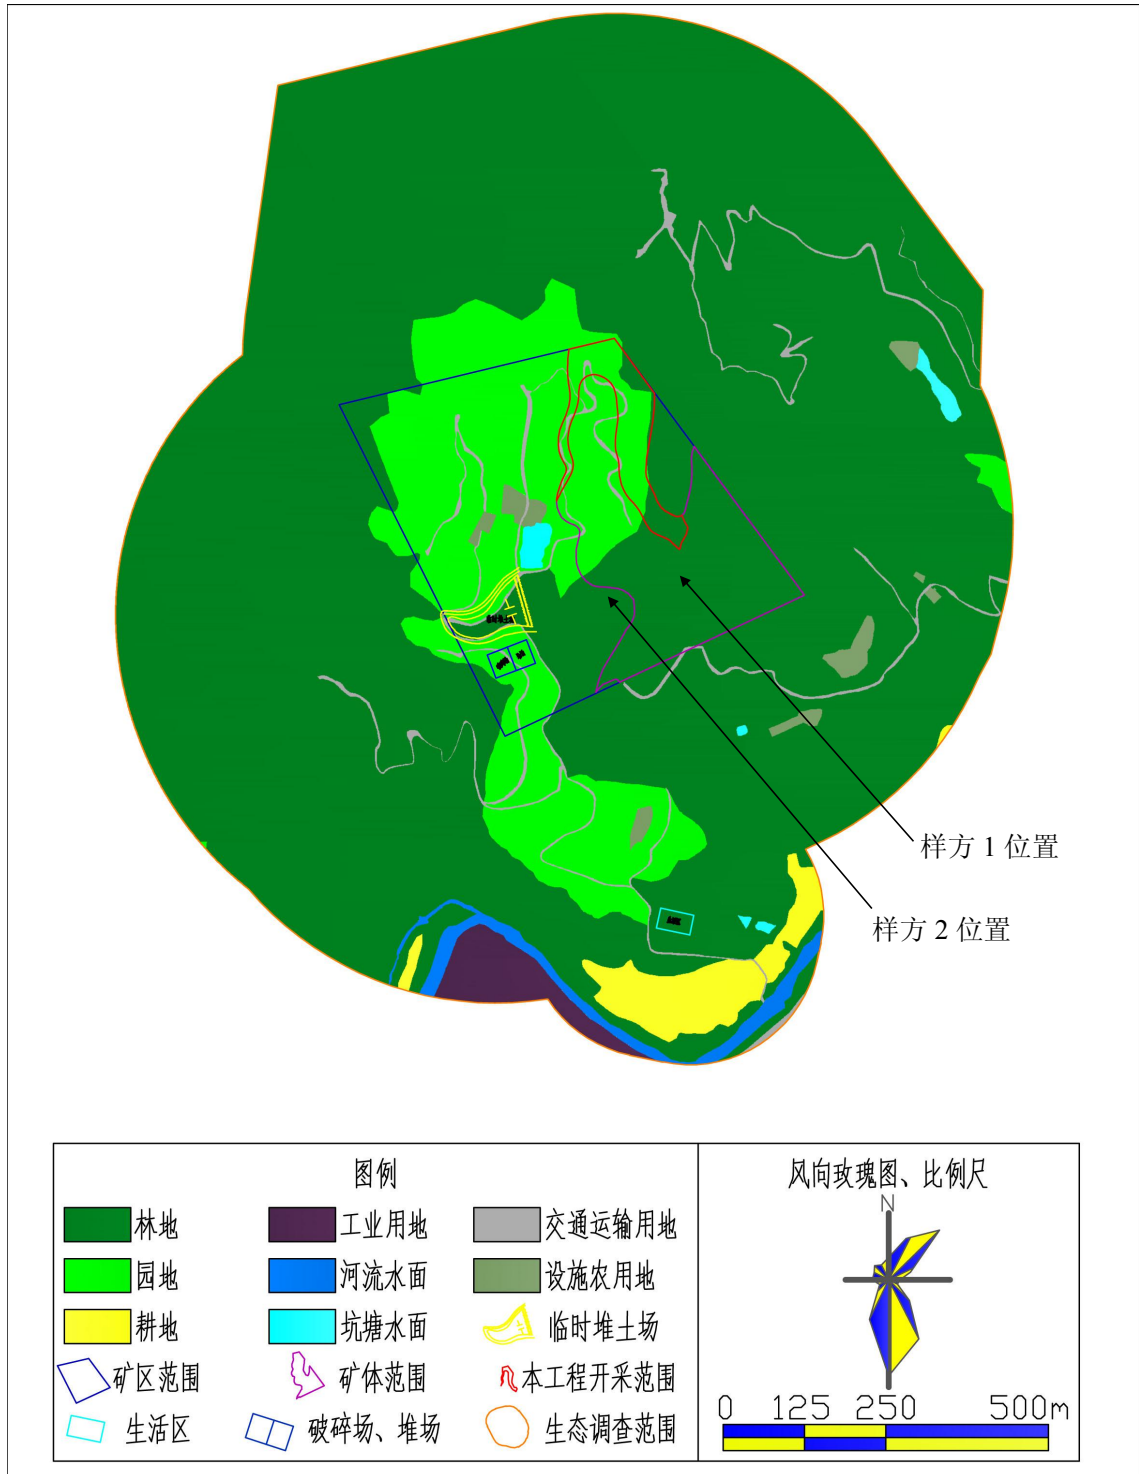 样方 1 位置
样方 2 位置
图例
林地
工业用地
交通运输用地
园地
河流水面
设施农用地
耕地
坑塘水面
临时堆土场
矿区范围
矿体范围
本工程开采范围
生活区
破碎场、堆场
生态调查范围
风向玫瑰图、比例尺
N
0 125 250 500m